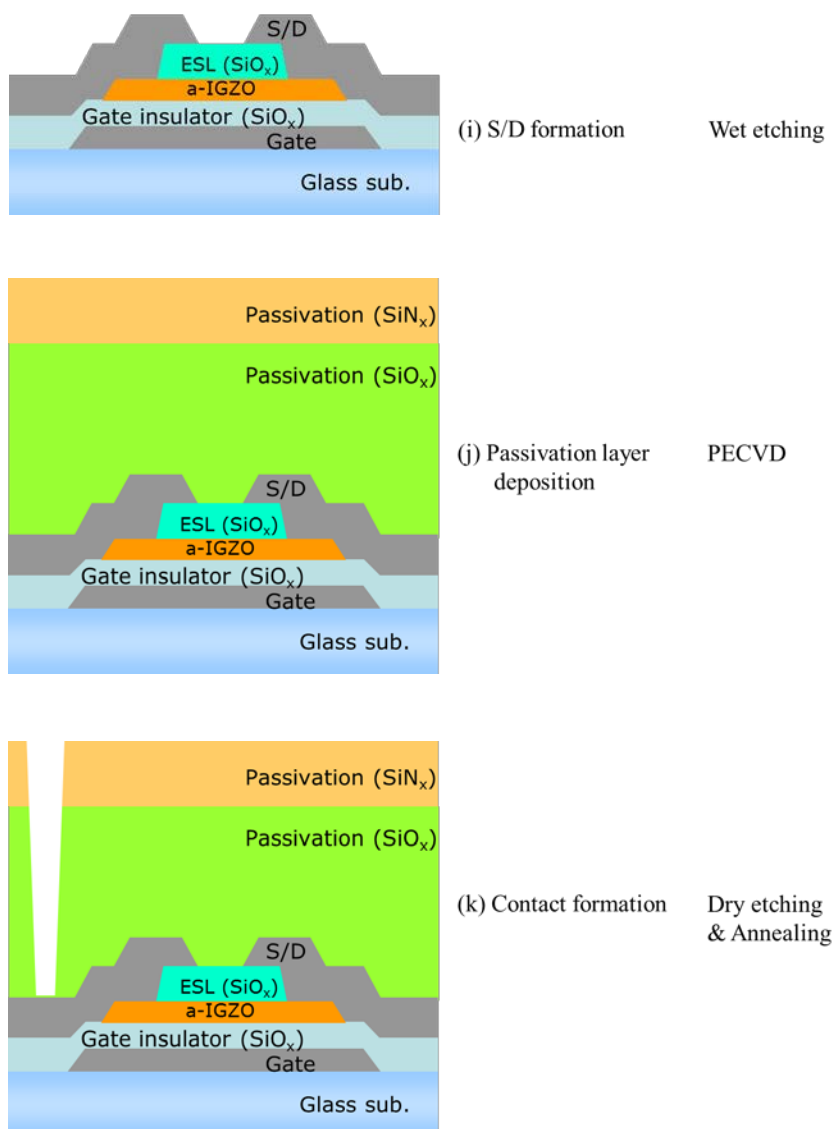 S/D
ESL (SiOx)
a-IGZO
Gate insulator (SiOx)
Gate
Glass sub.
(i) S/D formation Wet etching
Passivation (SiNx)
Passivation (SiOx)
S/D
ESL (SiOx)
a-IGZO
Gate insulator (SiOx)
Gate
Glass sub.
(j) Passivation layer PECVD
deposition
Passivation (SiNx)
Passivation (SiOx)
S/D
ESL (SiOx)
a-IGZO
Gate insulator (SiOx)
Gate
Glass sub.
(k) Contact formation Dry etching
& Annealing